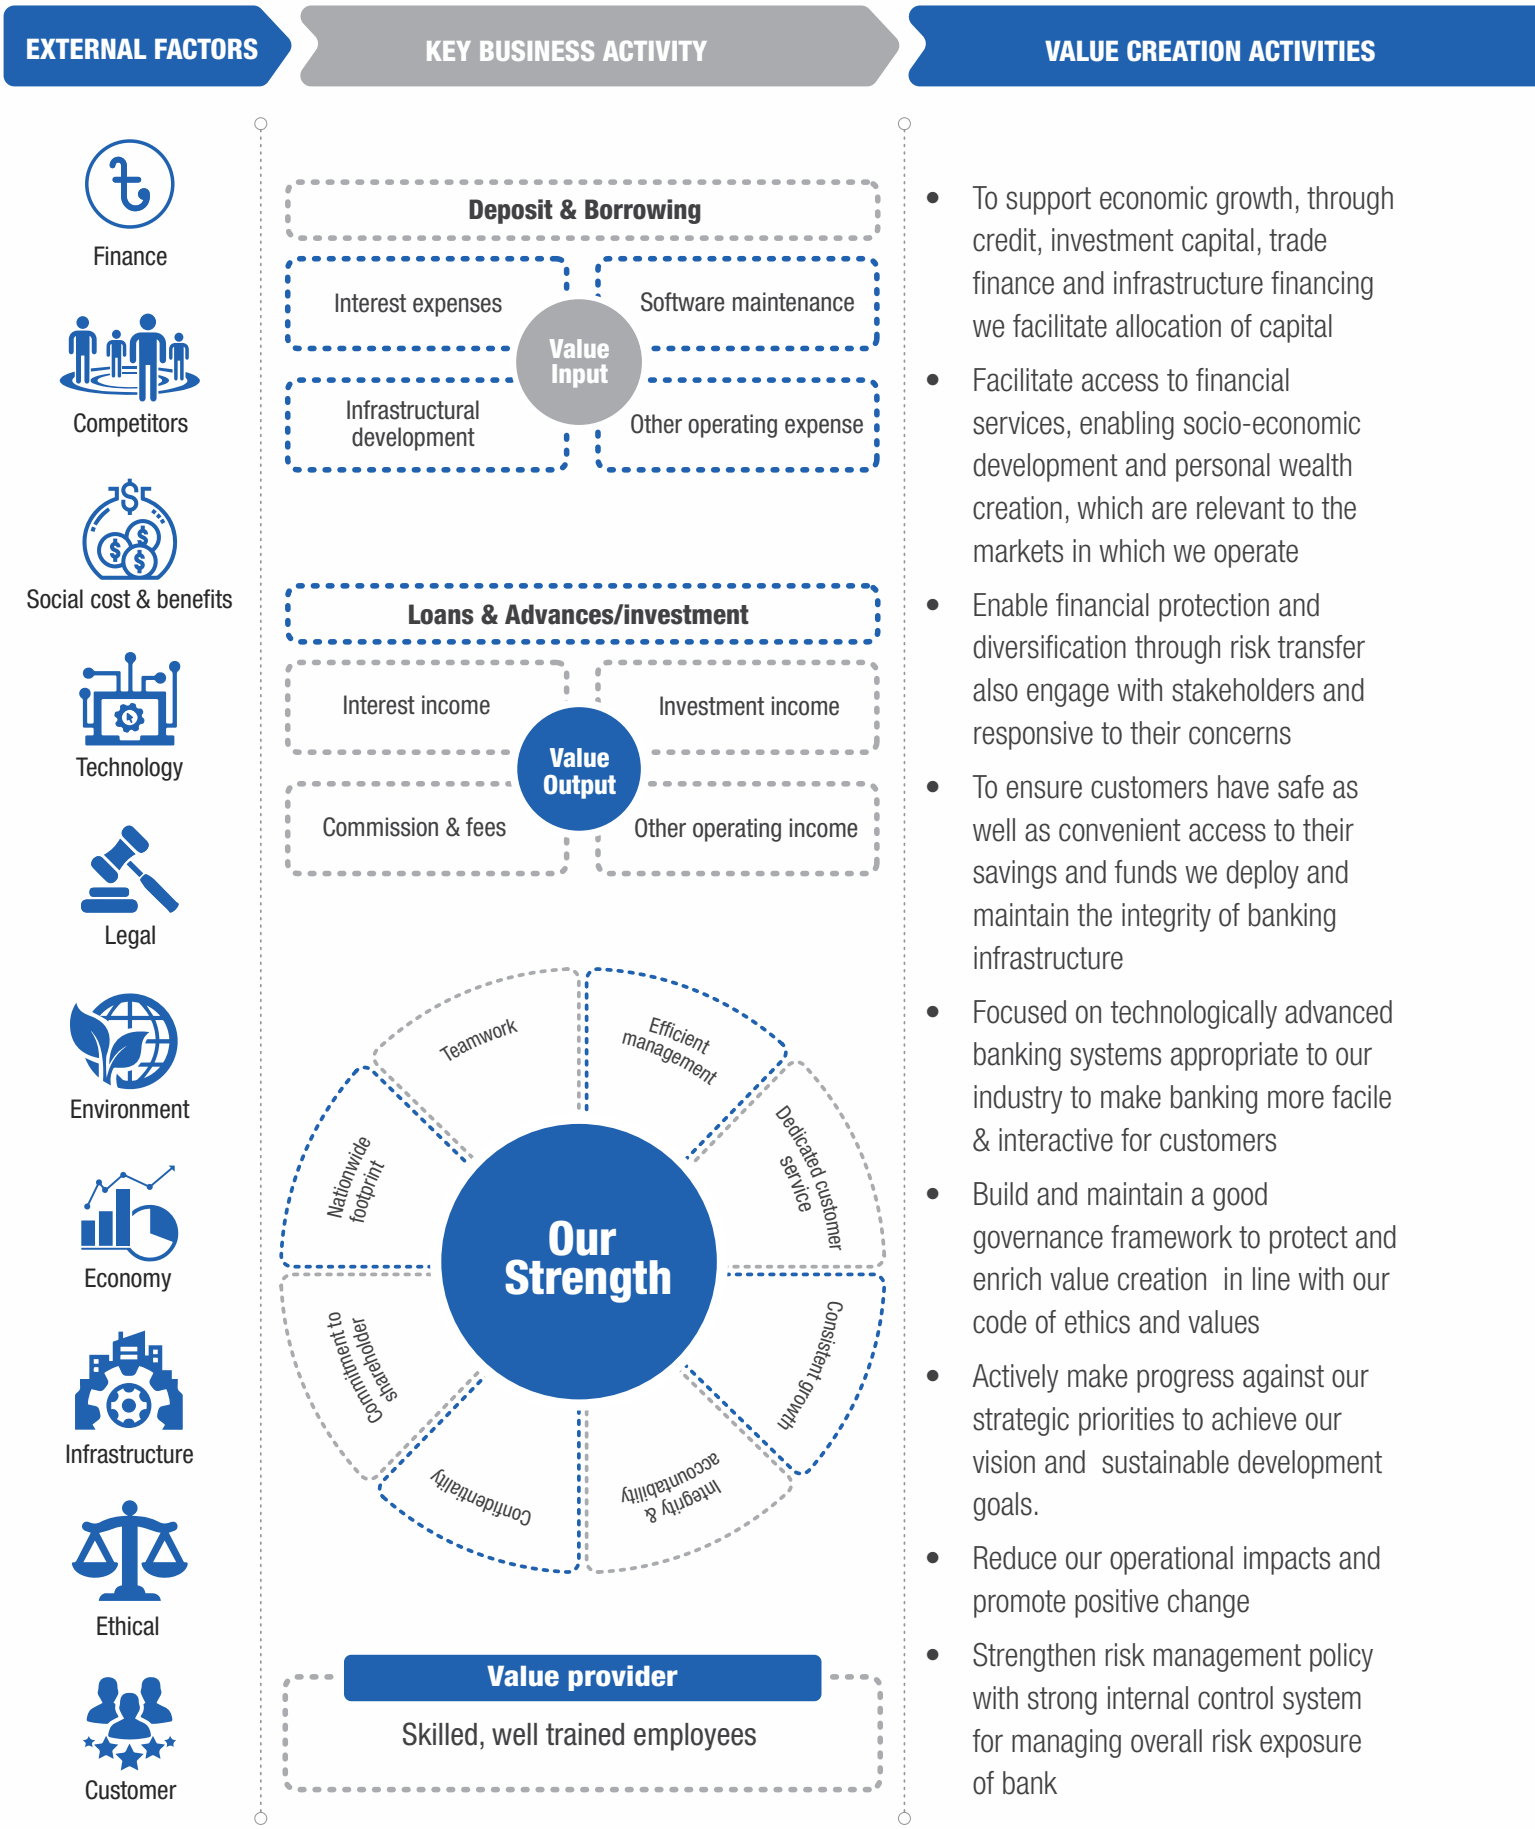 EXTERNAL FACTORS
KEY BUSINESS ACTIVITY
VALUE CREATION ACTIVITIES
Finance
Competitors
Social cost & benefits
Technology
Legal
Environment
Economy
Infrastructure
Ethical
Customer
Deposit & Borrowing
Interest expenses
Software maintenance
Value
Input
Infrastructural
development
Other operating expense
Loans & Advances/investment
Interest income
Investment income
Value
Output
Commission & fees
Other operating income
Teamwork
Efficient
management
Dedicated customer
service
Consistent growth
Integrity &
accountability
Confidentiality
Commitment to
shareholder
Nationwide
footprint
Our
Strength
Value provider
Skilled, well trained employees
• To support economic growth, through
credit, investment capital, trade
finance and infrastructure financing
we facilitate allocation of capital
• Facilitate access to financial
services, enabling socio-economic
development and personal wealth
creation, which are relevant to the
markets in which we operate
• Enable financial protection and
diversification through risk transfer
also engage with stakeholders and
responsive to their concerns
• To ensure customers have safe as
well as convenient access to their
savings and funds we deploy and
maintain the integrity of banking
infrastructure
• Focused on technologically advanced
banking systems appropriate to our
industry to make banking more facile
& interactive for customers
• Build and maintain a good
governance framework to protect and
enrich value creation in line with our
code of ethics and values
• Actively make progress against our
strategic priorities to achieve our
vision and sustainable development
goals.
• Reduce our operational impacts and
promote positive change
• Strengthen risk management policy
with strong internal control system
for managing overall risk exposure
of bank